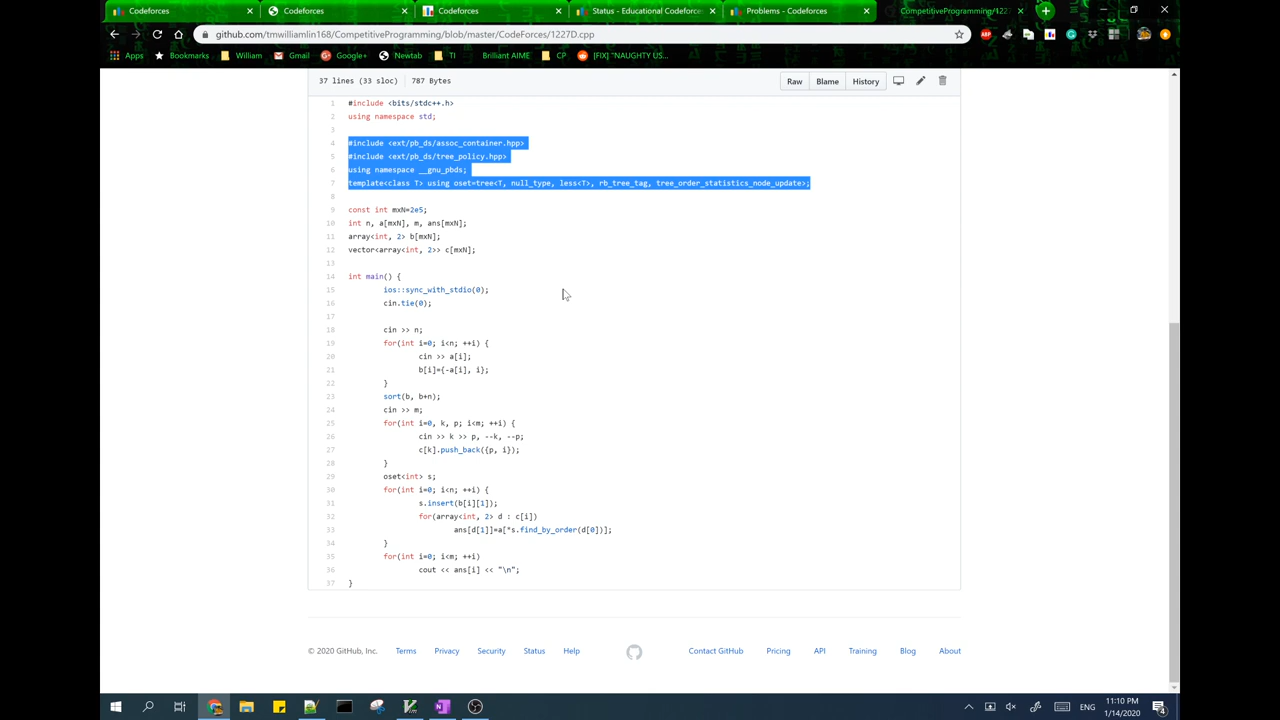 Codeforces
Codeforces
Codeforces
Status - Educational Codeforce
Problems - Codeforces
CompetitiveProgramming/122
github.com/tmwilliamlin168/CompetitiveProgramming/blob/master/CodeForces/1227D.cpp
Apps
Bookmarks
William
Gmail
Google+
Newtab
TI
Brilliant AIME
CP
[FIX] "NAUGHTY US...
37 lines (33 sloc)
787 Bytes
Raw
Blame
History
1 #include <bits/stdc++.h>
2 using namespace std;
3
4 #include <ext/pb_ds/assoc_container.hpp>
5 #include <ext/pb_ds/tree_policy.hpp>
6 using namespace __gnu_pbds;
7 template<class T> using oset=tree<T, null_type, less<T>, rb_tree_tag, tree_order_statistics_node_update>;
8
9 const int mxN=2e5;
10 int n, a[mxN], m, ans[mxN];
11 array<int, 2> b[mxN];
12 vector<array<int, 2>> c[mxN];
13
14 int main() {
15 ios::sync_with_stdio(0);
16 cin.tie(0);
17
18 cin >> n;
19 for(int i=0; i<n; ++i) {
20 cin >> a[i];
21 b[i]={-a[i], i};
22 }
23 sort(b, b+n);
24 cin >> m;
25 for(int i=0, k, p; i<m; ++i) {
26 cin >> k >> p, --k, --p;
27 c[k].push_back({p, i});
28 }
29 oset<int> s;
30 for(int i=0; i<n; ++i) {
31 s.insert(b[i][1]);
32 for(array<int, 2> d : c[i])
33 ans[d[1]]=a[*s.find_by_order(d[0])];
34 }
35 for(int i=0; i<m; ++i)
36 cout << ans[i] << "\n";
37 }
© 2020 GitHub, Inc.
Terms
Privacy
Security
Status
Help
Contact GitHub
Pricing
API
Training
Blog
About
ENG
11:10 PM
1/14/2020
4